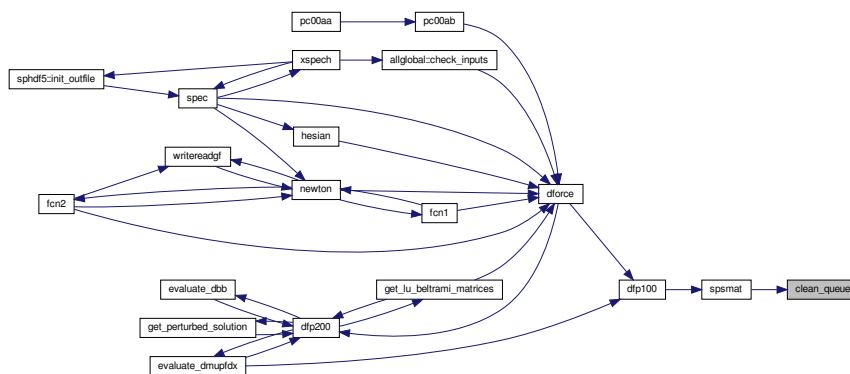 pc00aa
pc00ab
xspech
allglobal::check_inputs
sphdf5::init_outfile
spec
hesian
writereadgf
newton
dforce
fcn2
fcn1
evaluate_dbb
get_lu_beltrami_matrices
dfp100
spsmat
clean_queue
get_perturbed_solution
dfp200
evaluate_dmupfdx